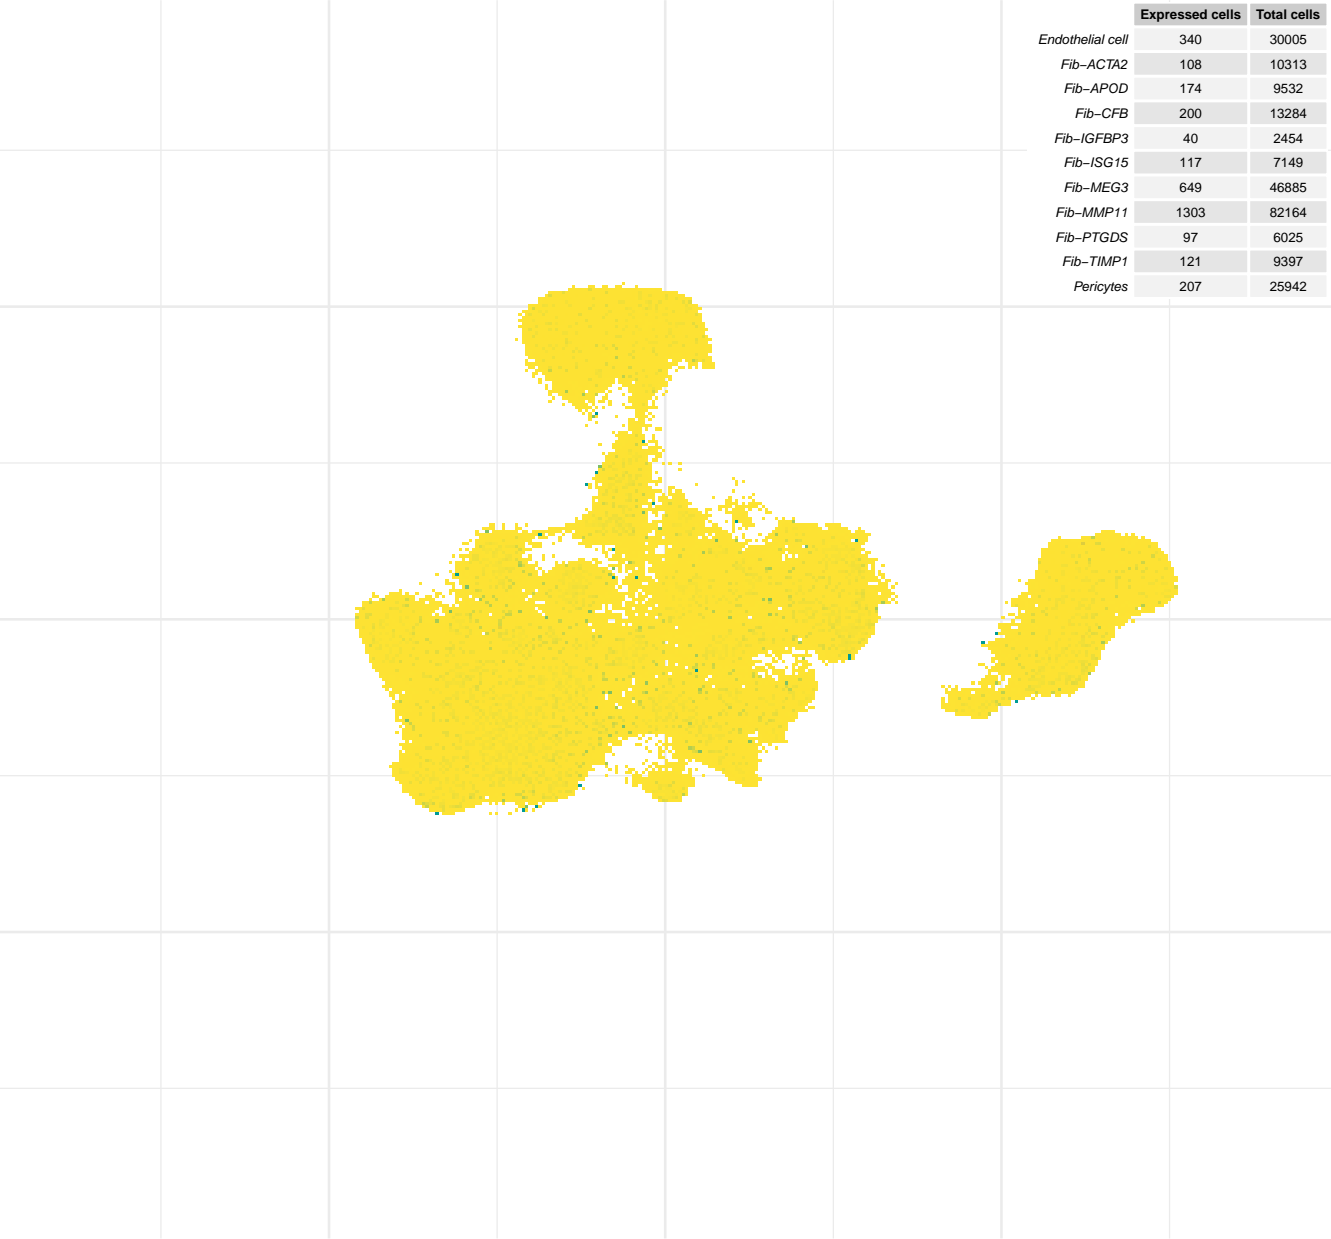 Expressed cells Total cells
Endothelial cell 340 30005
Fib−ACTA2 108 10313
Fib−APOD 174 9532
Fib−CFB 200 13284
Fib−IGFBP3 40 2454
Fib−ISG15 117 7149
Fib−MEG3 649 46885
Fib−MMP11 1303 82164
Fib−PTGDS 97 6025
Fib−TIMP1 121 9397
Pericytes 207 25942